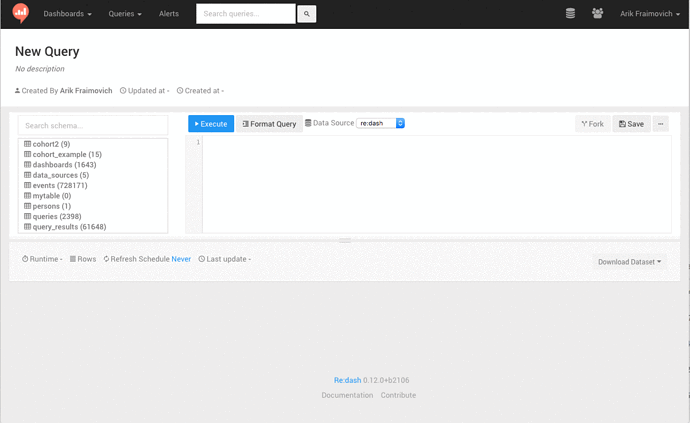 Dashboards Queries Alerts Search queries... Arik Fraimovich
New Query
No description
Created By Arik Fraimovich Updated at - Created at -
Search schema...
Execute Format Query Data Source re:dash Fork Save ...
cohort2 (9)
cohort_example (15)
dashboards (1643)
data_sources (5)
events (728171)
mytable (0)
persons (1)
queries (2398)
query_results (61648)
1
Runtime - Rows Refresh Schedule Never Last update - Download Dataset
Re:dash 0.12.0+b2106
Documentation Contribute